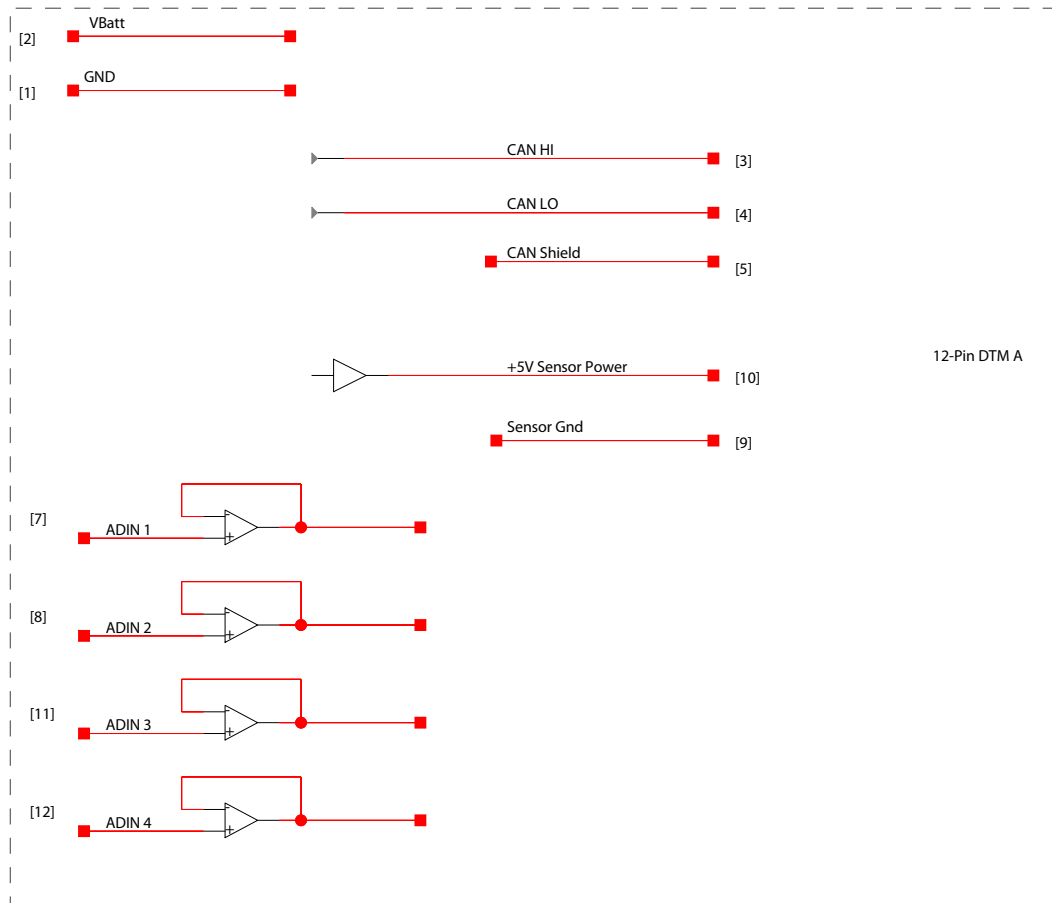 VBatt
[2]
GND
[1]
CAN HI
[3]
CAN LO
[4]
CAN Shield
[5]
12-Pin DTM A
+5V Sensor Power
[10]
Sensor Gnd
[9]
[7]
ADIN 1
- +
[8]
ADIN 2
- +
[11]
ADIN 3
- +
[12]
ADIN 4
- +